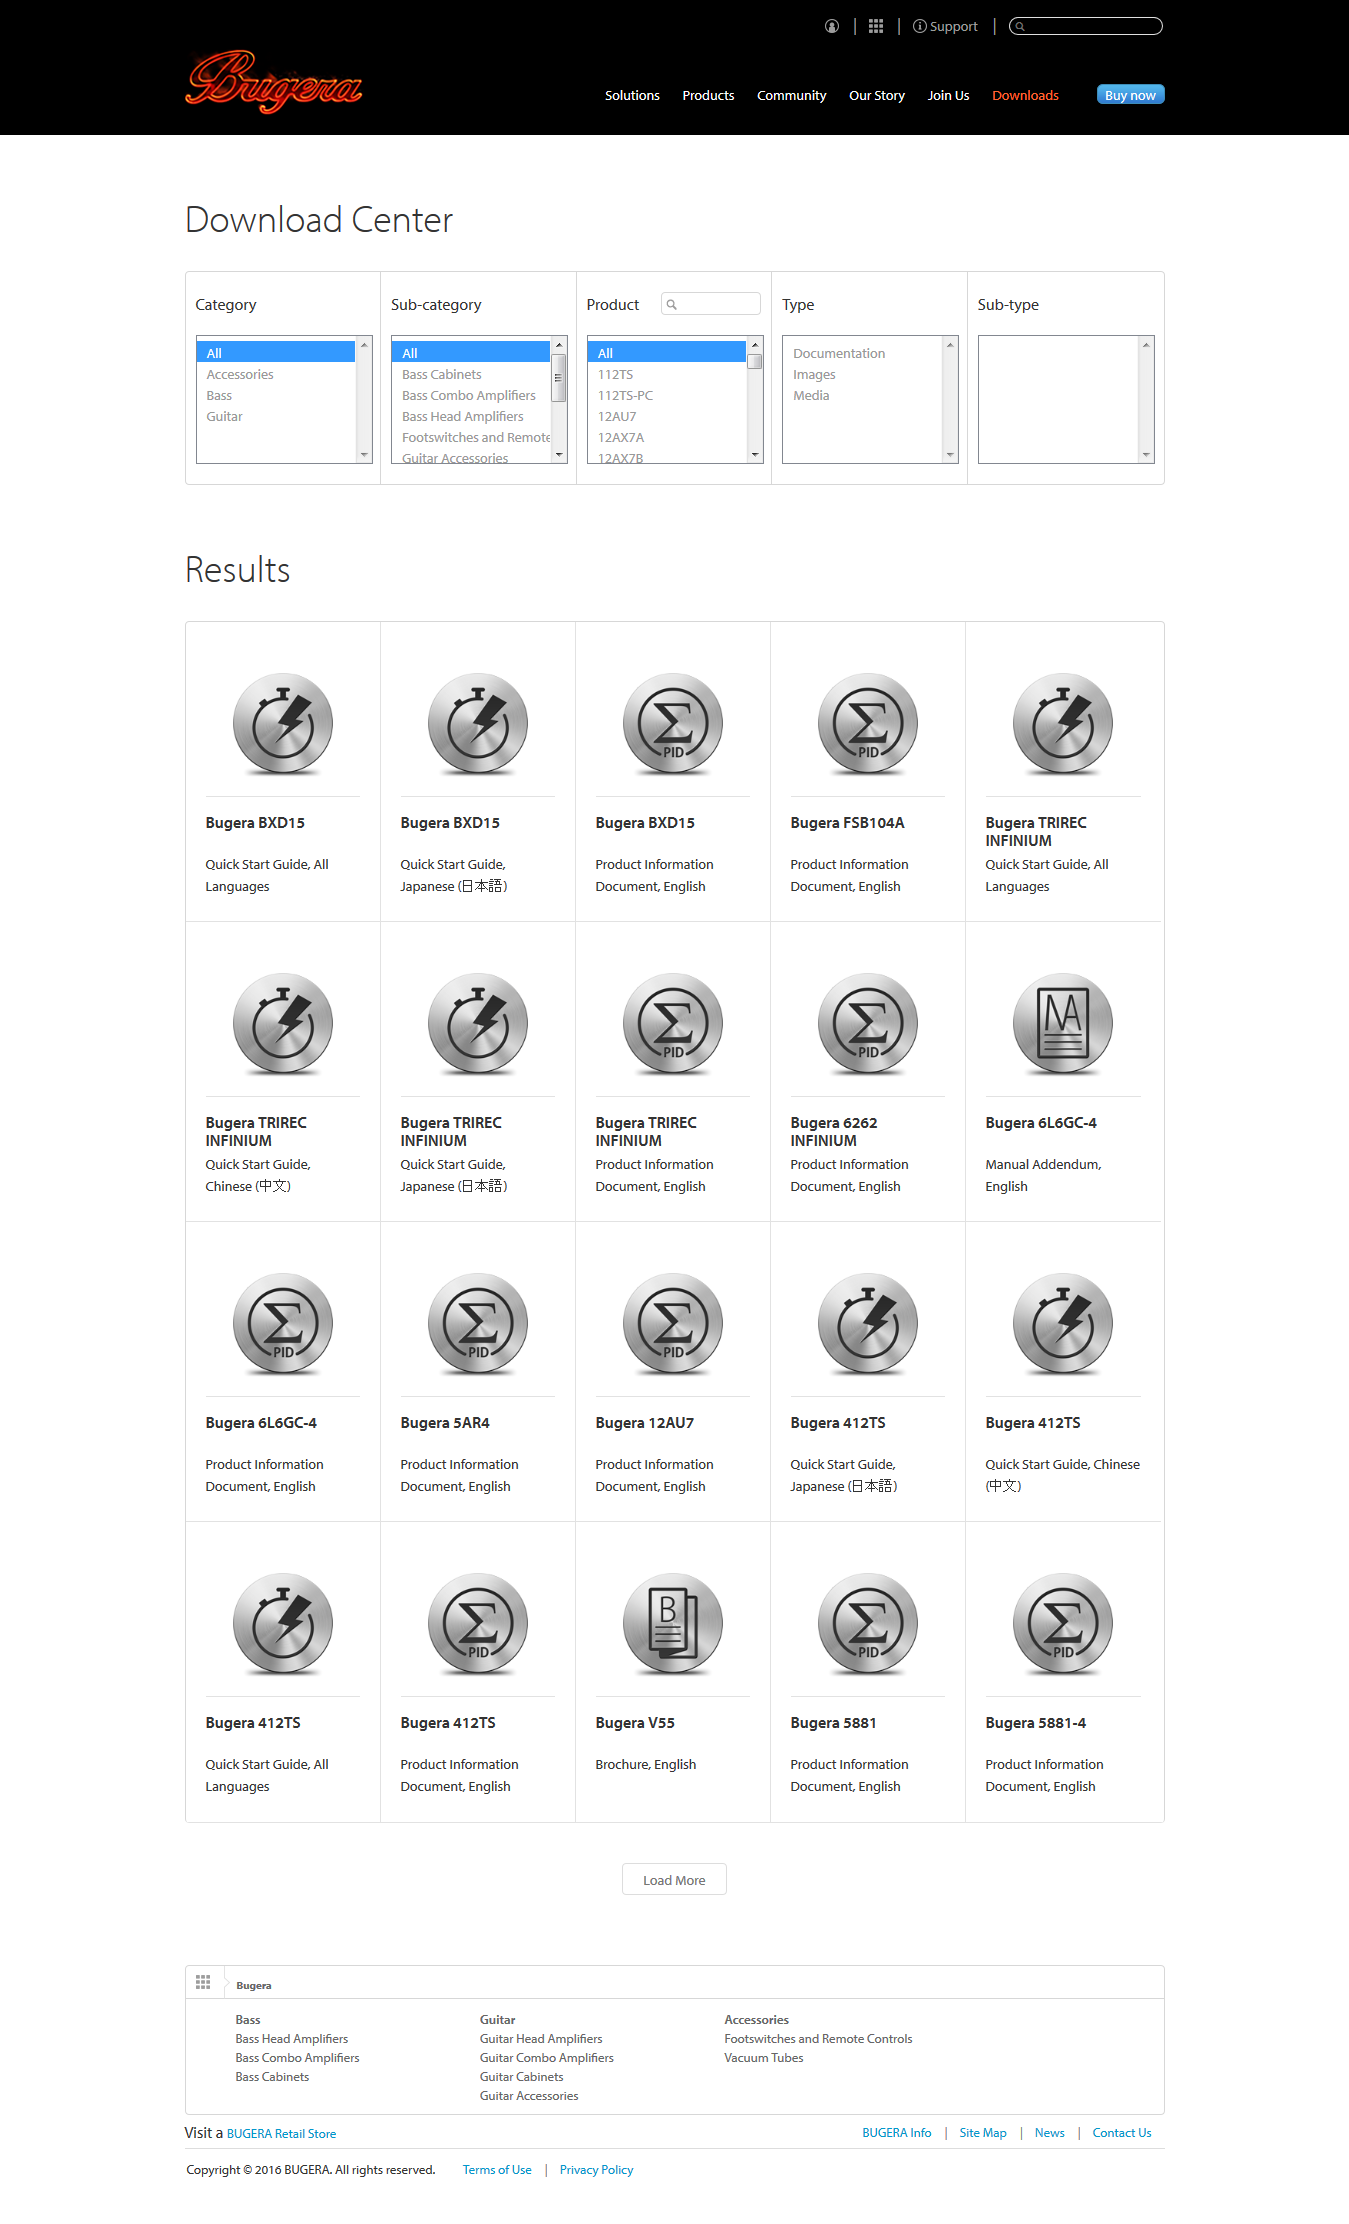 Support
Bugera
Solutions
Products
Community
Our Story
Join Us
Downloads
Buy now
Download Center
Category
Sub-category
Product
Type
Sub-type
All
Accessories
Bass
Guitar
All
Bass Cabinets
Bass Combo Amplifiers
Bass Head Amplifiers
Footswitches and Remote
Guitar Accessories
All
112TS
112TS-PC
12AU7
12AX7A
12AX7B
Documentation
Images
Media
Results
PID
PID
Bugera BXD15
Quick Start Guide, All
Languages
Bugera BXD15
Quick Start Guide,
Japanese (日本語)
Bugera BXD15
Product Information
Document, English
Bugera FSB104A
Product Information
Document, English
Bugera TRIREC
INFINIUM
Quick Start Guide, All
Languages
PID
PID
MA
Bugera TRIREC
INFINIUM
Quick Start Guide,
Chinese (中文)
Bugera TRIREC
INFINIUM
Quick Start Guide,
Japanese (日本語)
Bugera TRIREC
INFINIUM
Product Information
Document, English
Bugera 6262
INFINIUM
Product Information
Document, English
Bugera 6L6GC-4
Manual Addendum,
English
PID
PID
PID
Bugera 6L6GC-4
Product Information
Document, English
Bugera 5AR4
Product Information
Document, English
Bugera 12AU7
Product Information
Document, English
Bugera 412TS
Quick Start Guide,
Japanese (日本語)
Bugera 412TS
Quick Start Guide, Chinese
(中文)
PID
B
PID
PID
Bugera 412TS
Quick Start Guide, All
Languages
Bugera 412TS
Product Information
Document, English
Bugera V55
Brochure, English
Bugera 5881
Product Information
Document, English
Bugera 5881-4
Product Information
Document, English
Load More
Bugera
Bass
Bass Head Amplifiers
Bass Combo Amplifiers
Bass Cabinets
Guitar
Guitar Head Amplifiers
Guitar Combo Amplifiers
Guitar Cabinets
Guitar Accessories
Accessories
Footswitches and Remote Controls
Vacuum Tubes
Visit a BUGERA Retail Store
BUGERA Info | Site Map | News | Contact Us
Copyright © 2016 BUGERA. All rights reserved. Terms of Use | Privacy Policy